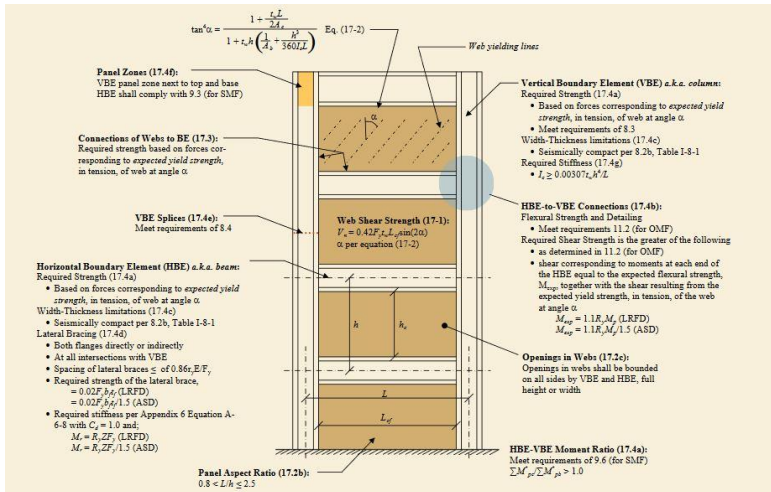 tan⁴α = (1 + t_wL/2A_c) / (1 + t_wh(1/A_b + h³/360I_cL)) Eq. (17-2)
Web yielding lines
Panel Zones (17.4f):
VBE panel zone next to top and base
HBE shall comply with 9.3 (for SMF)
Connections of Webs to BE (17.3):
Required strength based on forces cor-
responding to expected yield strength,
in tension, of web at angle α
VBE Splices (17.4e):
Meet requirements of 8.4
Horizontal Boundary Element (HBE) a.k.a. beam:
Required Strength (17.4a)
• Based on forces corresponding to expected yield
strength, in tension, of web at angle α
Width-Thickness limitations (17.4c)
• Seismically compact per 8.2b, Table I-8-1
Lateral Bracing (17.4d)
• Both flanges directly or indirectly
• At all intersections with VBE
• Spacing of lateral braces ≤ of 0.86r_yE/F_y
• Required strength of the lateral brace,
= 0.02F_yb_ft_f (LRFD)
= 0.02F_yb_ft_f/1.5 (ASD)
• Required stiffness per Appendix 6 Equation A-
6-8 with C_d = 1.0 and;
M_r = R_yZF_y (LRFD)
M_r = R_yZF_y/1.5 (ASD)
α
Web Shear Strength (17-1):
V_n = 0.42F_yt_wL_cf sin(2α)
α per equation (17-2)
h
h_c
L
L_cf
Panel Aspect Ratio (17.2b):
0.8 < L/h ≤ 2.5
Vertical Boundary Element (VBE) a.k.a. column:
Required Strength (17.4a)
• Based on forces corresponding to expected yield
strength, in tension, of web at angle α
• Meet requirements of 8.3
Width-Thickness limitations (17.4c)
• Seismically compact per 8.2b, Table I-8-1
Required Stiffness (17.4g)
• I_c ≥ 0.00307t_wh⁴/L
HBE-to-VBE Connections (17.4b):
Flexural Strength and Detailing
• Meet requirements 11.2 (for OMF)
Required Shear Strength is the greater of the following
• as determined in 11.2 (for OMF)
• shear corresponding to moments at each end of
the HBE equal to the expected flexural strength,
M_exp, together with the shear resulting from the
expected yield strength, in tension, of the web
at angle α
M_exp = 1.1R_yM_p (LRFD)
M_exp = 1.1R_yM_p/1.5 (ASD)
Openings in Webs (17.2c):
Openings in webs shall be bounded
on all sides by VBE and HBE, full
height or width
HBE-VBE Moment Ratio (17.4a):
Meet requirements of 9.6 (for SMF)
∑M*_pc/∑M*_pb > 1.0